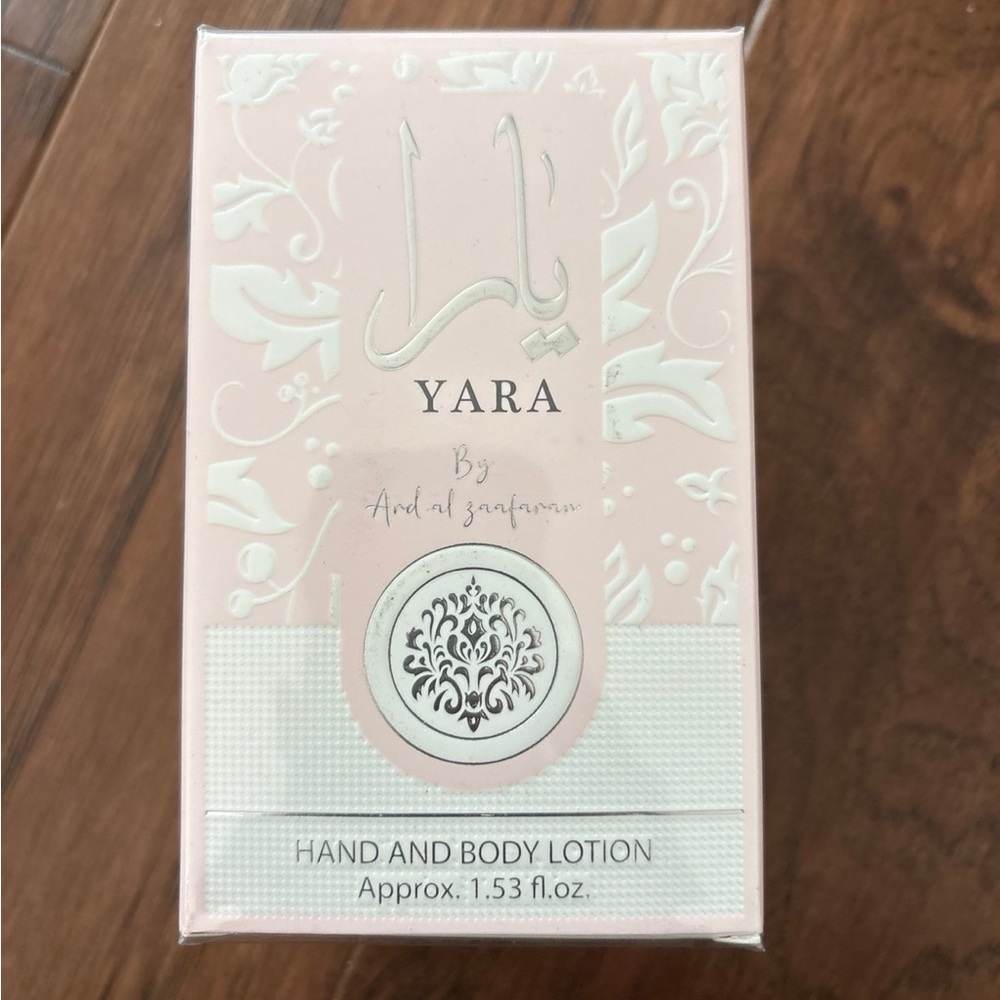 يارا
YARA
By
Ard al zaafaran
HAND AND BODY LOTION
Approx. 1.53 fl.oz.